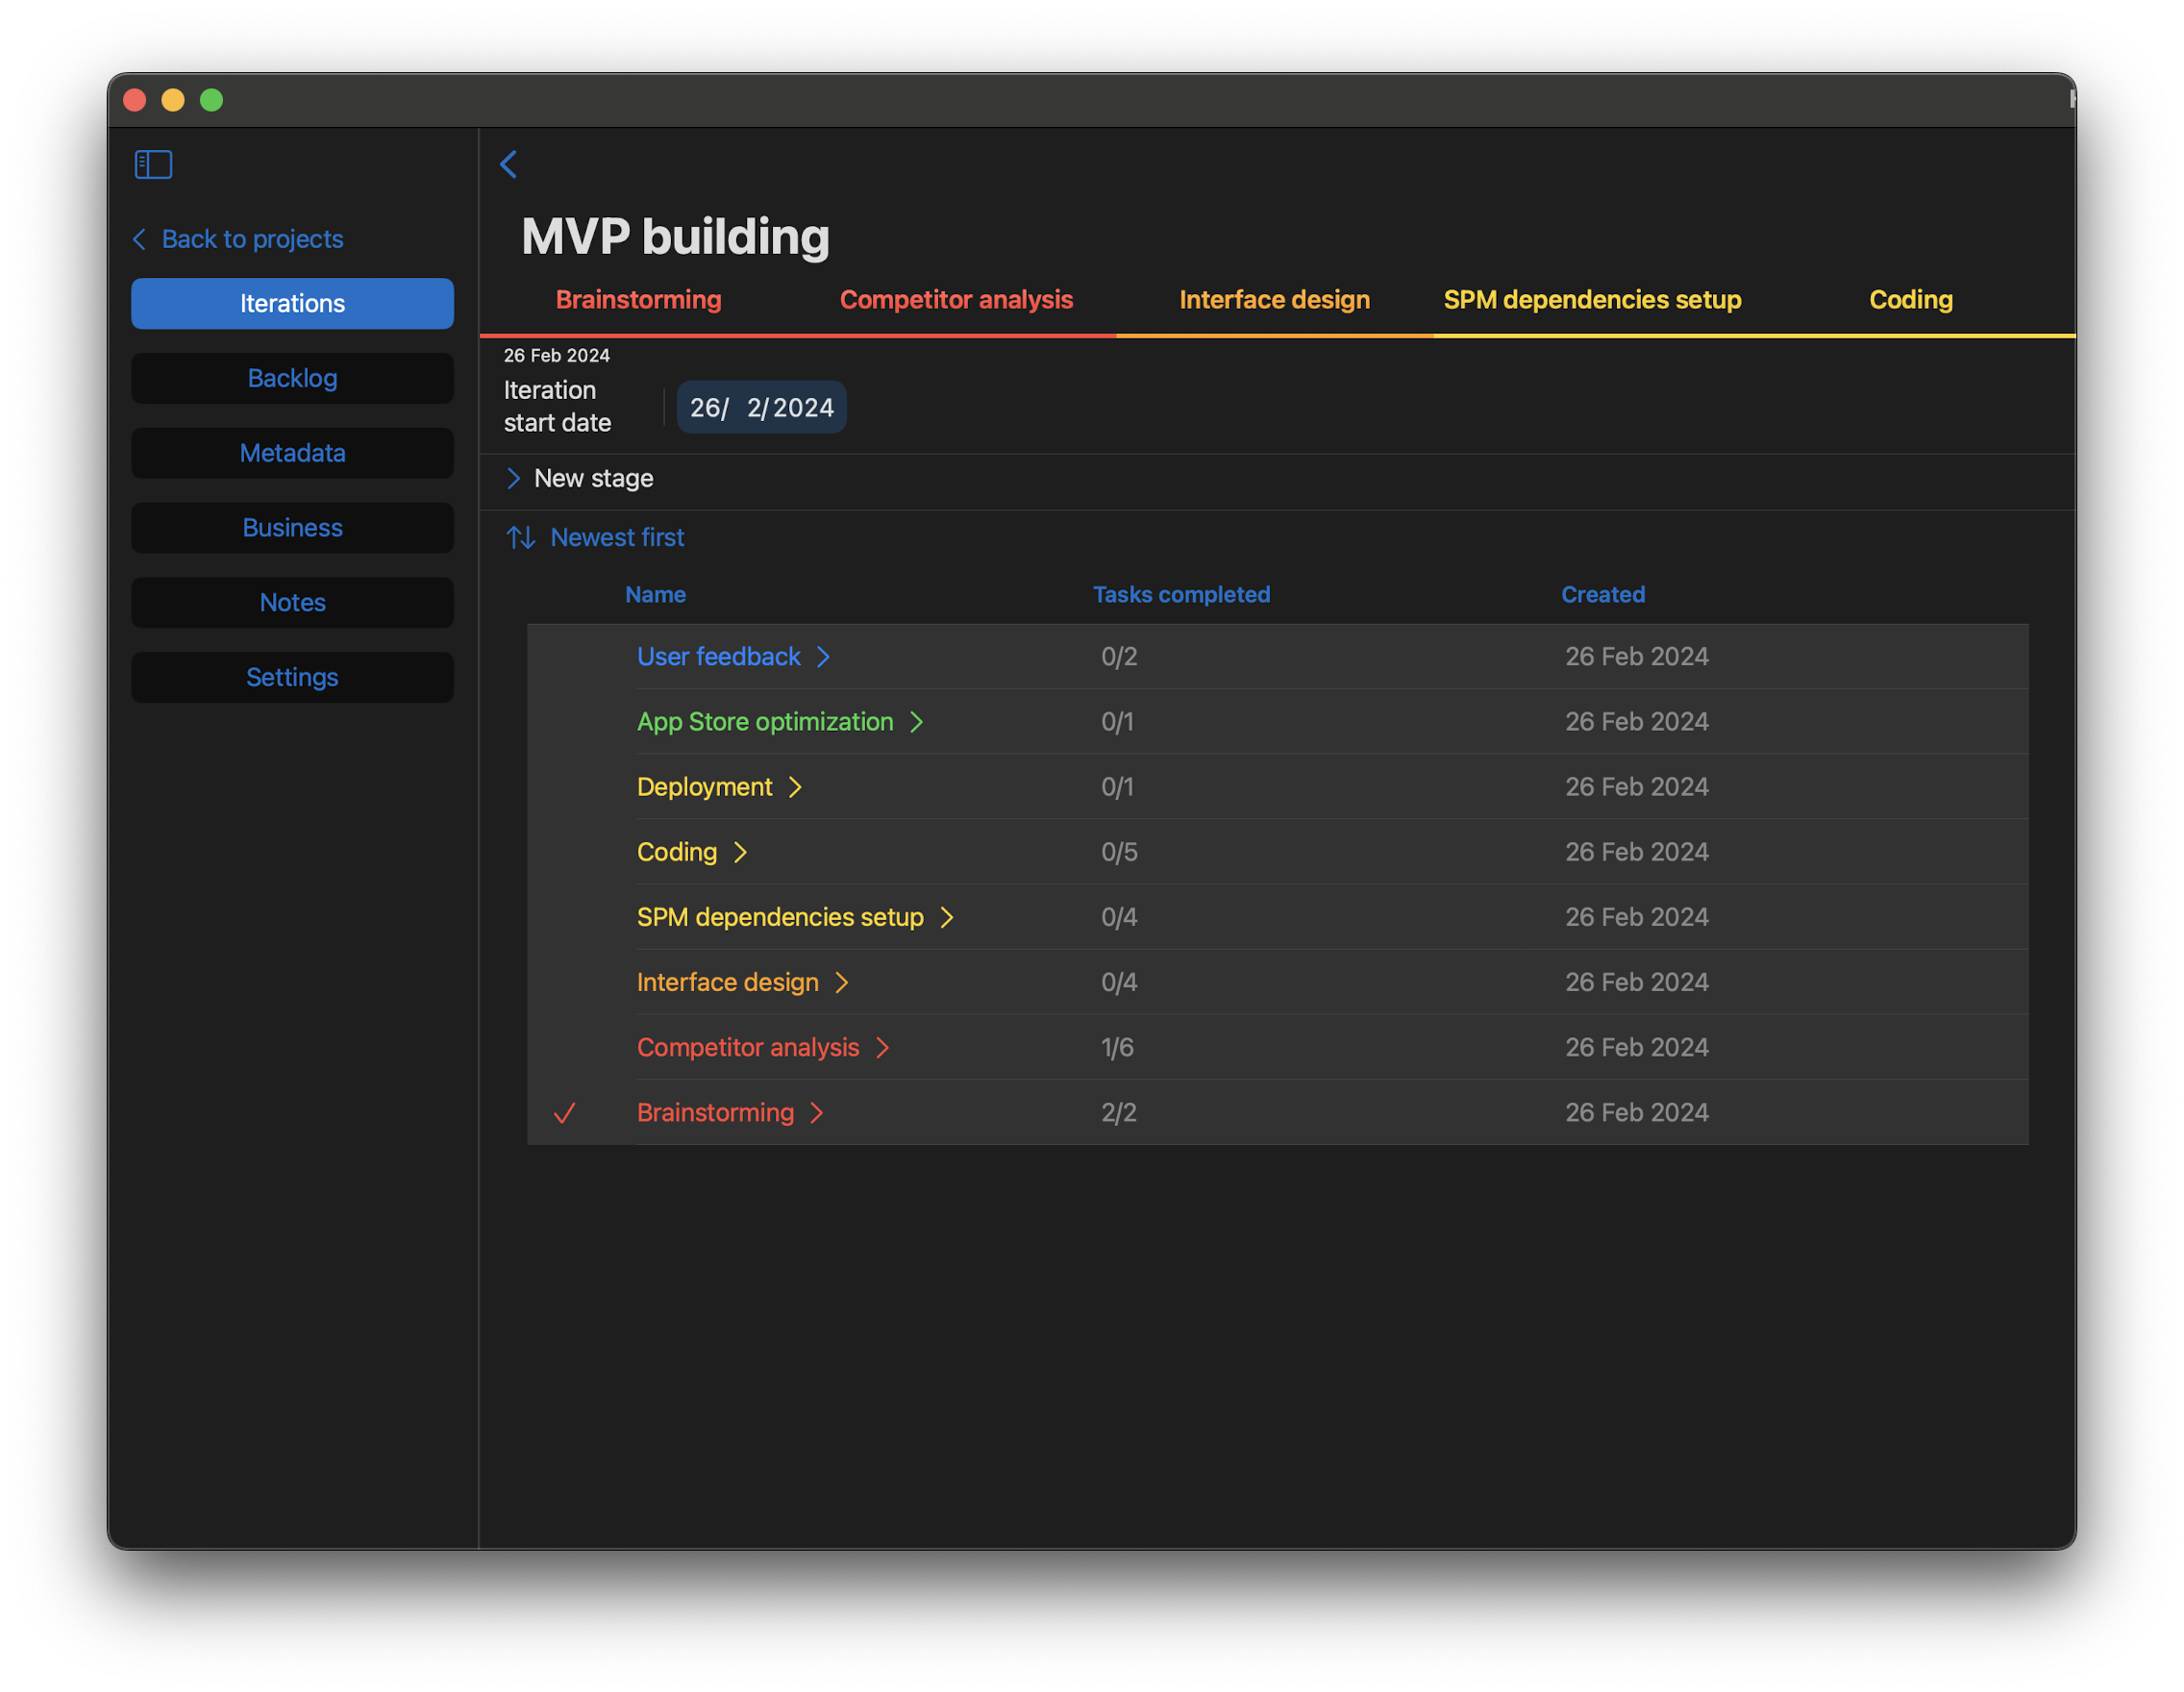 Back to projects
Iterations
Backlog
Metadata
Business
Notes
Settings
MVP building
Brainstorming Competitor analysis Interface design SPM dependencies setup Coding
26 Feb 2024
Iteration
start date
26/ 2/2024
New stage
Newest first
Name Tasks completed Created
User feedback 0/2 26 Feb 2024
App Store optimization 0/1 26 Feb 2024
Deployment 0/1 26 Feb 2024
Coding 0/5 26 Feb 2024
SPM dependencies setup 0/4 26 Feb 2024
Interface design 0/4 26 Feb 2024
Competitor analysis 1/6 26 Feb 2024
Brainstorming 2/2 26 Feb 2024